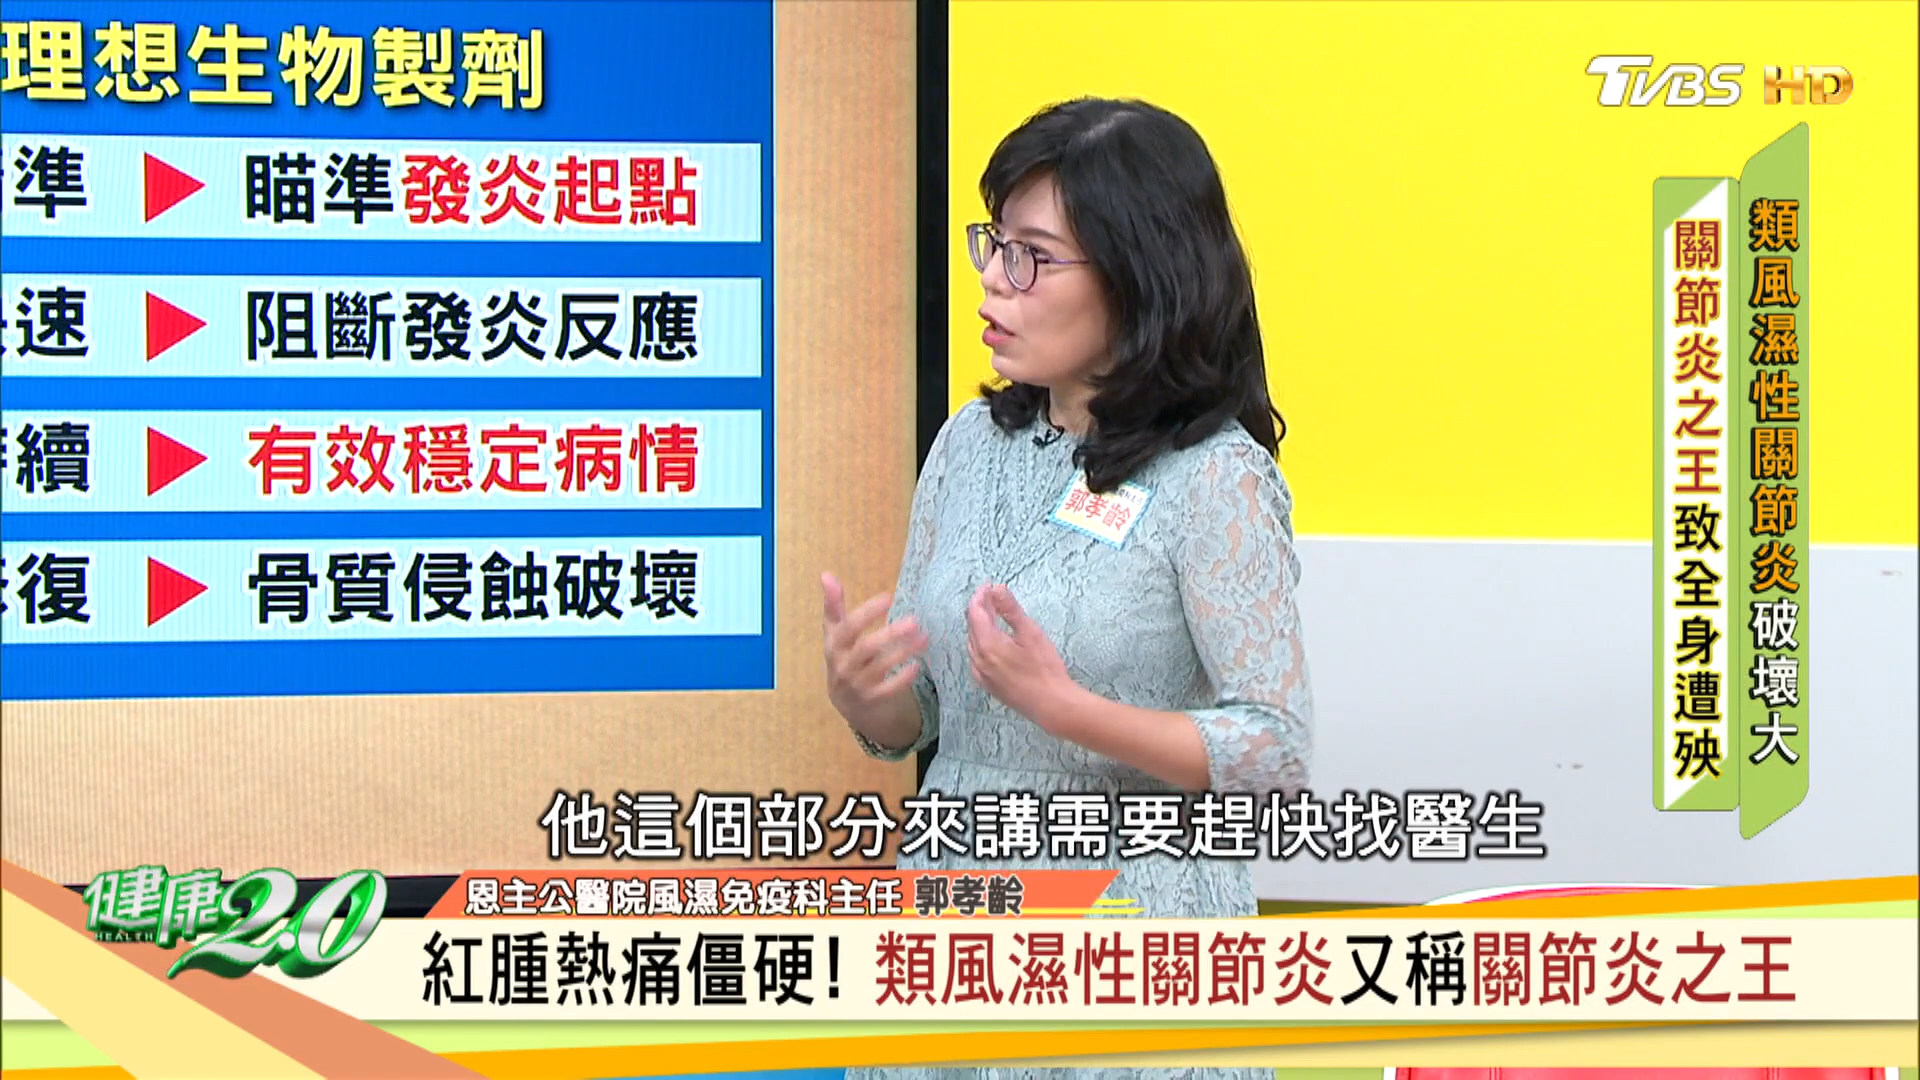 理想生物製劑
準 瞄準發炎起點
速 阻斷發炎反應
續 有效穩定病情
復 骨質侵蝕破壞
TVBS HD
類風濕性關節炎破壞大
關節炎之王致全身遭殃
郭孝齡
他這個部分來講需要趕快找醫生
健康2.0
HEALTH
恩主公醫院風濕免疫科主任 郭孝齡
紅腫熱痛僵硬! 類風濕性關節炎又稱關節炎之王